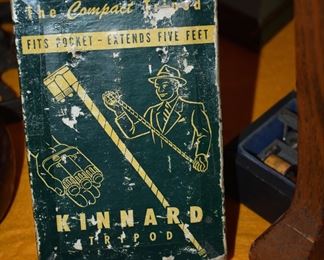 The Compact Tripod
FITS POCKET - EXTENDS FIVE FEET
KINNARD
TRIPOD